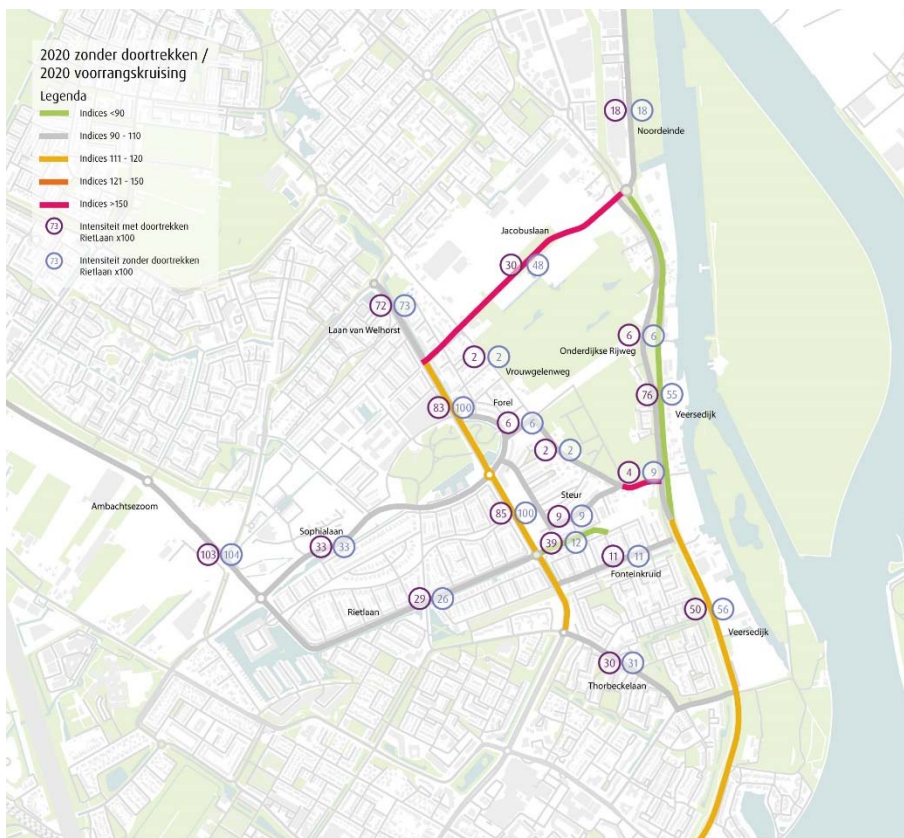 2020 zonder doortrekken /
2020 voorrangskruising
Legenda
Indices <90
Indices 90 - 110
Indices 111 - 120
Indices 121 - 150
Indices >150
73 Intensiteit met doortrekken
RietLaan x100
73 Intensiteit zonder doortrekken
Rietlaan x100
18 18
Noordeinde
Jacobuslaan
30 48
72 73
Laan van Welhorst
6 6
Onderdijkse Rijweg
2 2
Vrouwgelenweg
76 55
Veersedijk
83 100
Forel
6 6
2 2
4 9
Steur
9 9
85 100
39 12
Ambachtsezoom
103 104
Sophialaan
33 33
11 11
Fonteinkruid
29 26
Rietlaan
50 56
Veersedijk
30 31
Thorbeckelaan